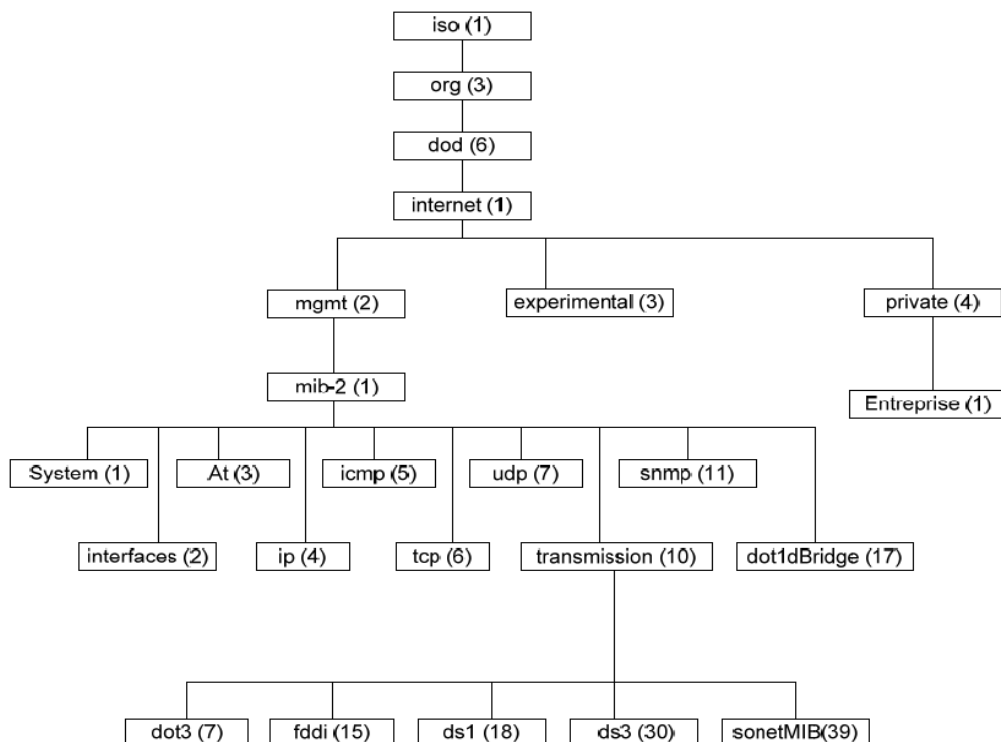 iso (1)
org (3)
dod (6)
internet (1)
mgmt (2)
experimental (3)
private (4)
mib-2 (1)
Entreprise (1)
System (1)
At (3)
icmp (5)
udp (7)
snmp (11)
interfaces (2)
ip (4)
tcp (6)
transmission (10)
dot1dBridge (17)
dot3 (7)
fddi (15)
ds1 (18)
ds3 (30)
sonetMIB(39)